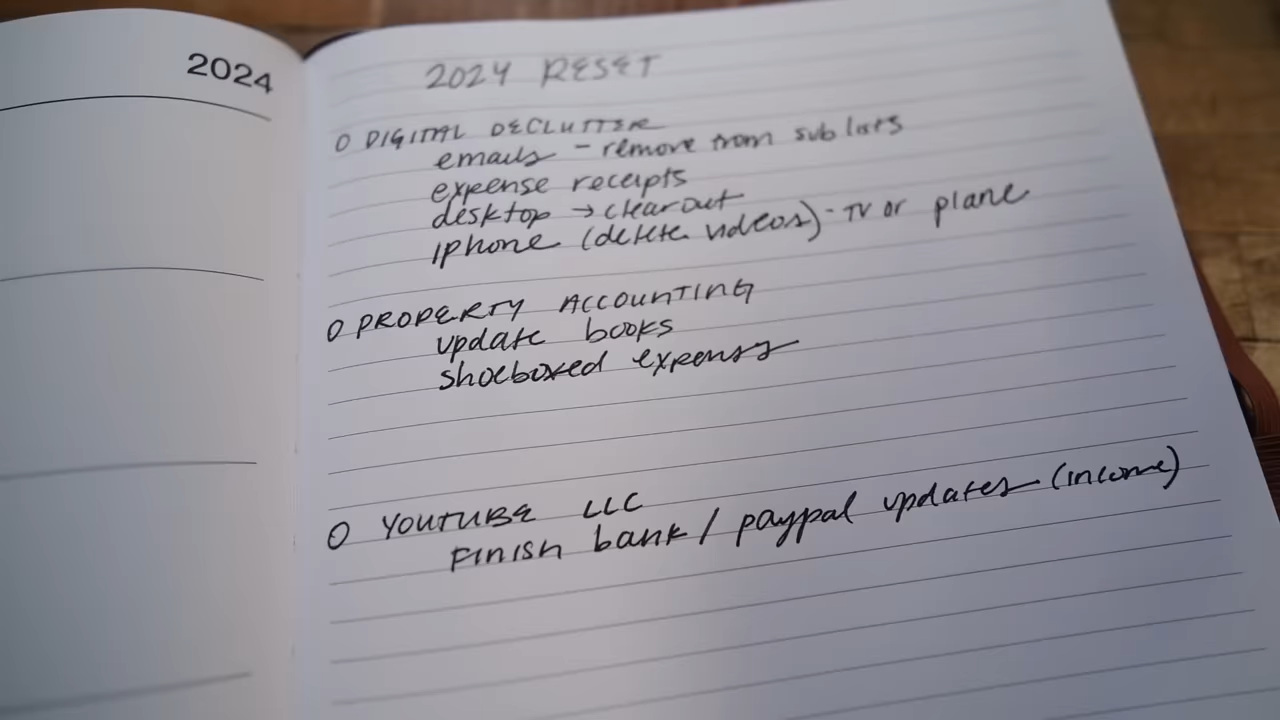 2024
2024 RESET
O DIGITAL DECLUTTER
emails - remove from sub lists
expense receipts
desktop → clear out
iphone (delete videos) - TV or plane
O PROPERTY ACCOUNTING
update books
shoeboxed expenses
O YOUTUBE LLC
FINISH bank / paypal updates (income)